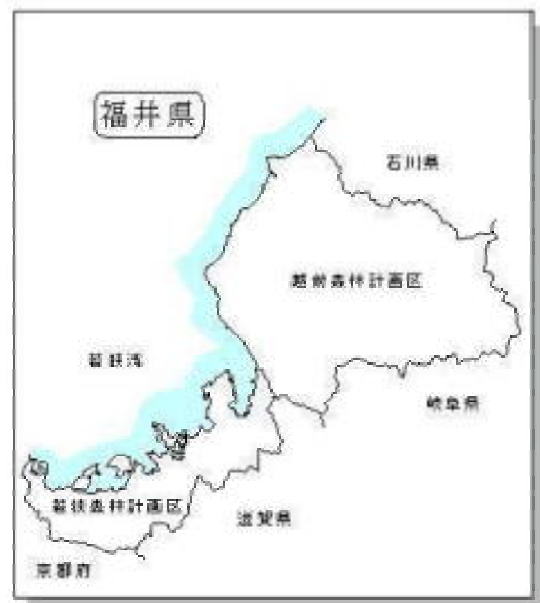 福井県
石川県
越前森林計画区
若狭湾
岐阜県
若狭森林計画区
滋賀県
京都府